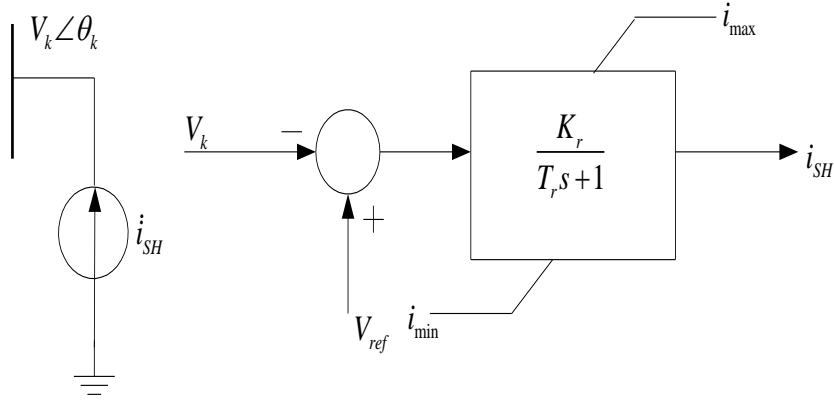 V_k∠θ_k
i_SH
V_k
−
+
V_ref
K_r
T_r s+1
i_max
i_min
i_SH